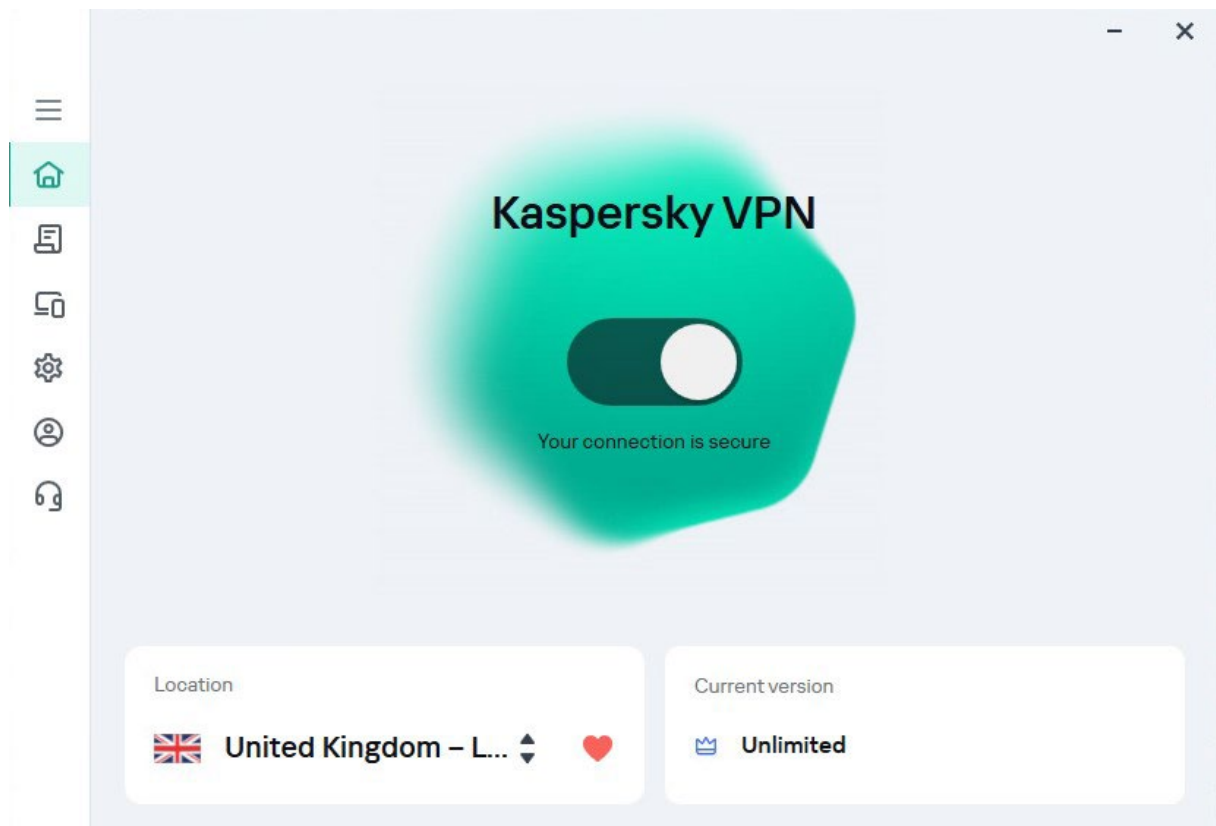 Kaspersky VPN
Your connection is secure
Location
United Kingdom – L...
Current version
Unlimited